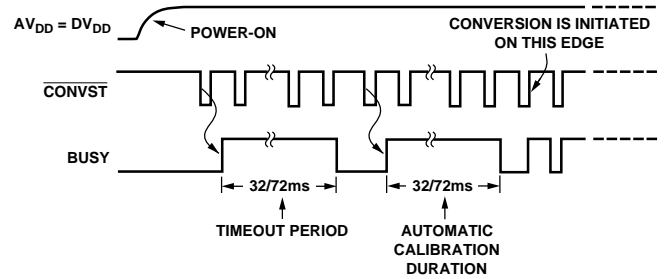 AVDD = DVDD
POWER-ON
CONVERSION IS INITIATED
ON THIS EDGE
CONVST
BUSY
32/72ms
32/72ms
TIMEOUT PERIOD
AUTOMATIC
CALIBRATION
DURATION